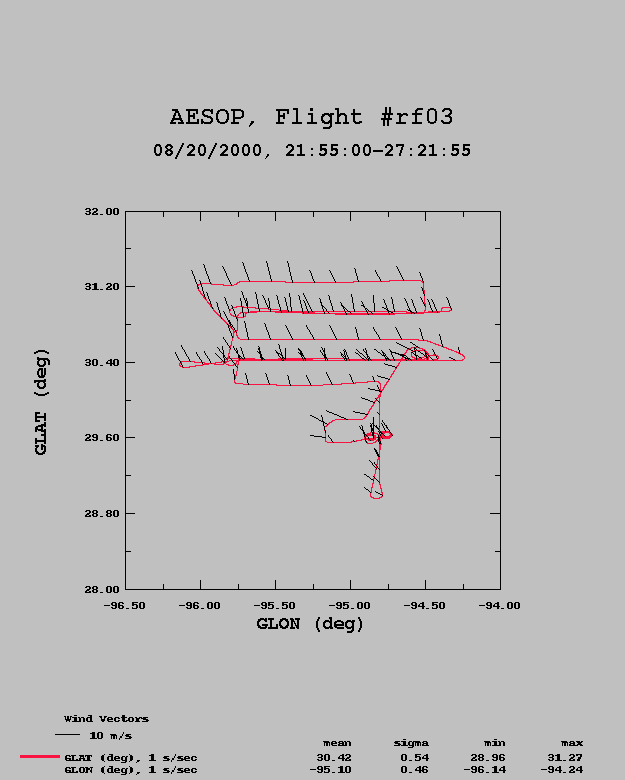 AESOP, Flight #rf03
08/20/2000, 21:55:00-27:21:55
32.00
31.20
30.40
29.60
28.80
28.00
GLAT (deg)
-96.50 -96.00 -95.50 -95.00 -94.50 -94.00
GLON (deg)
Wind Vectors
10 m/s
mean sigma min max
GLAT (deg), 1 s/sec 30.42 0.54 28.96 31.27
GLON (deg), 1 s/sec -95.10 0.46 -96.14 -94.24